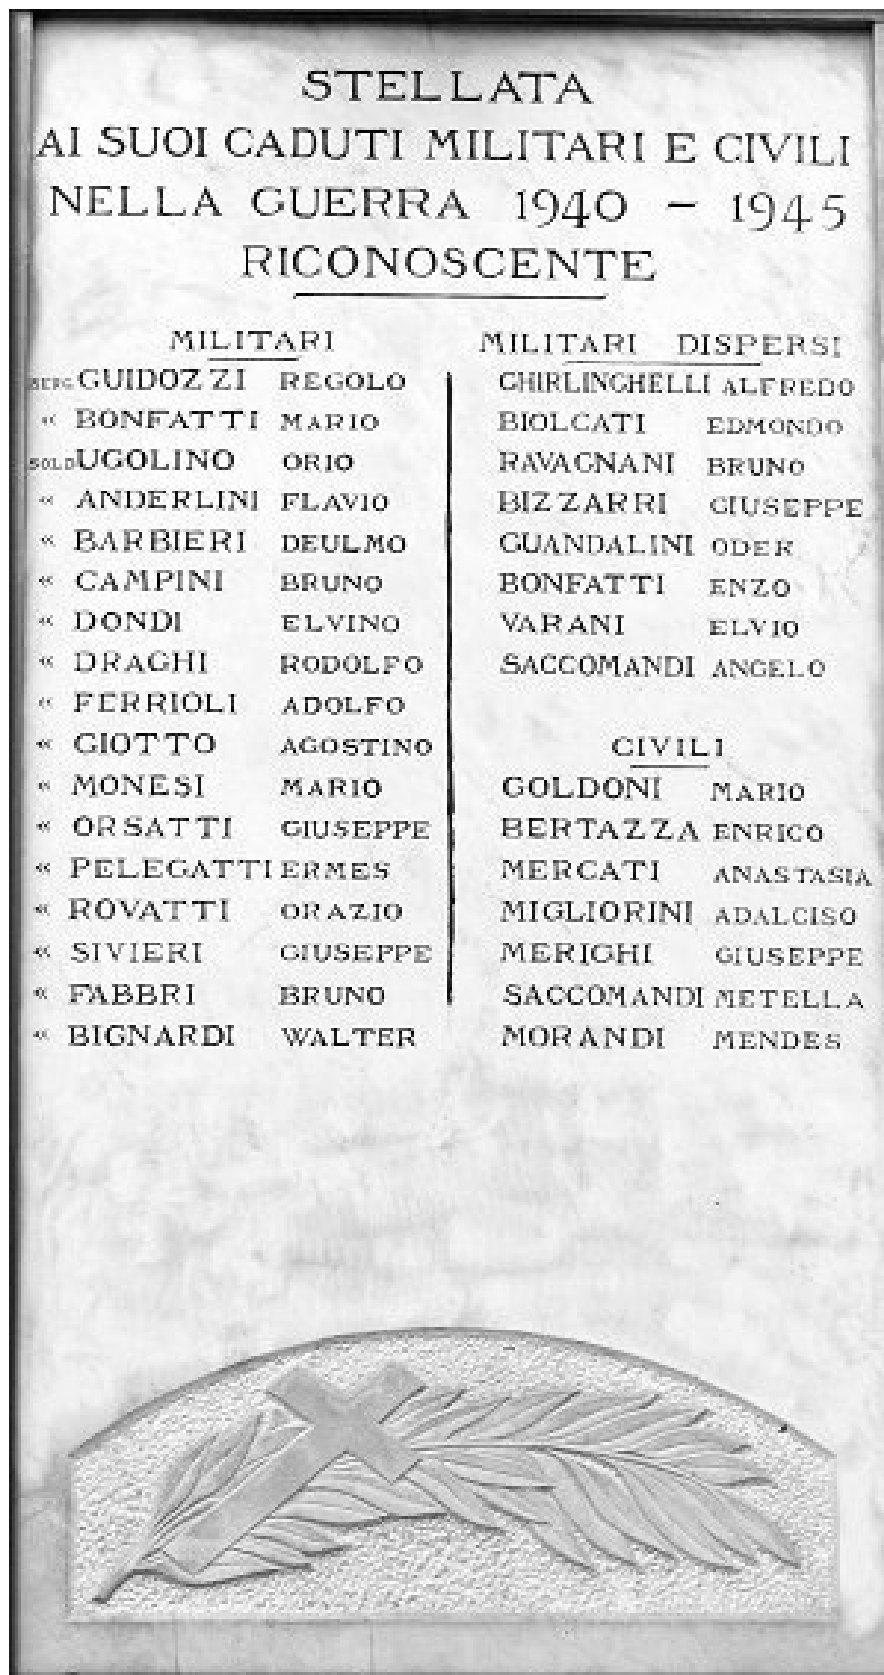 STELLATA
AI SUOI CADUTI MILITARI E CIVILI
NELLA GUERRA 1940 - 1945
RICONOSCENTE
MILITARI
SERG GUIDOZZI REGOLO
« BONFATTI MARIO
SOLD UGOLINO ORIO
« ANDERLINI FLAVIO
« BARBIERI DEULMO
« CAMPINI BRUNO
« DONDI ELVINO
« DRAGHI RODOLFO
« FERRIOLI ADOLFO
« GIOTTO AGOSTINO
« MONESI MARIO
« ORSATTI GIUSEPPE
« PELEGATTI ERMES
« ROVATTI ORAZIO
« SIVIERI GIUSEPPE
« FABBRI BRUNO
« BIGNARDI WALTER
MILITARI DISPERSI
GHIRLINGHELLI ALFREDO
BIOLCATI EDMONDO
RAVAGNANI BRUNO
BIZZARRI GIUSEPPE
GUANDALINI ODER
BONFATTI ENZO
VARANI ELVIO
SACCOMANDI ANGELO
CIVILI
GOLDONI MARIO
BERTAZZA ENRICO
MERCATI ANASTASIA
MIGLIORINI ADALCISO
MERIGHI GIUSEPPE
SACCOMANDI METELLA
MORANDI MENDES